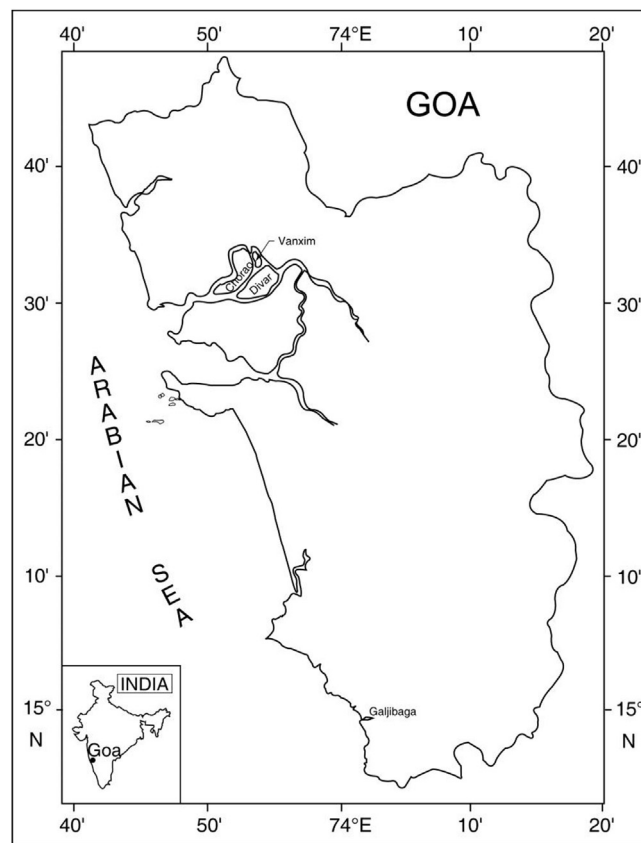 40' 50' 74°E 10' 20'
GOA
40' 40'
Vanxim
Chorao
Divar
30' 30'
ARABIAN SEA
20' 20'
10' 10'
15° N 15° N
Galjibaga
INDIA
Goa
40' 50' 74°E 10' 20'